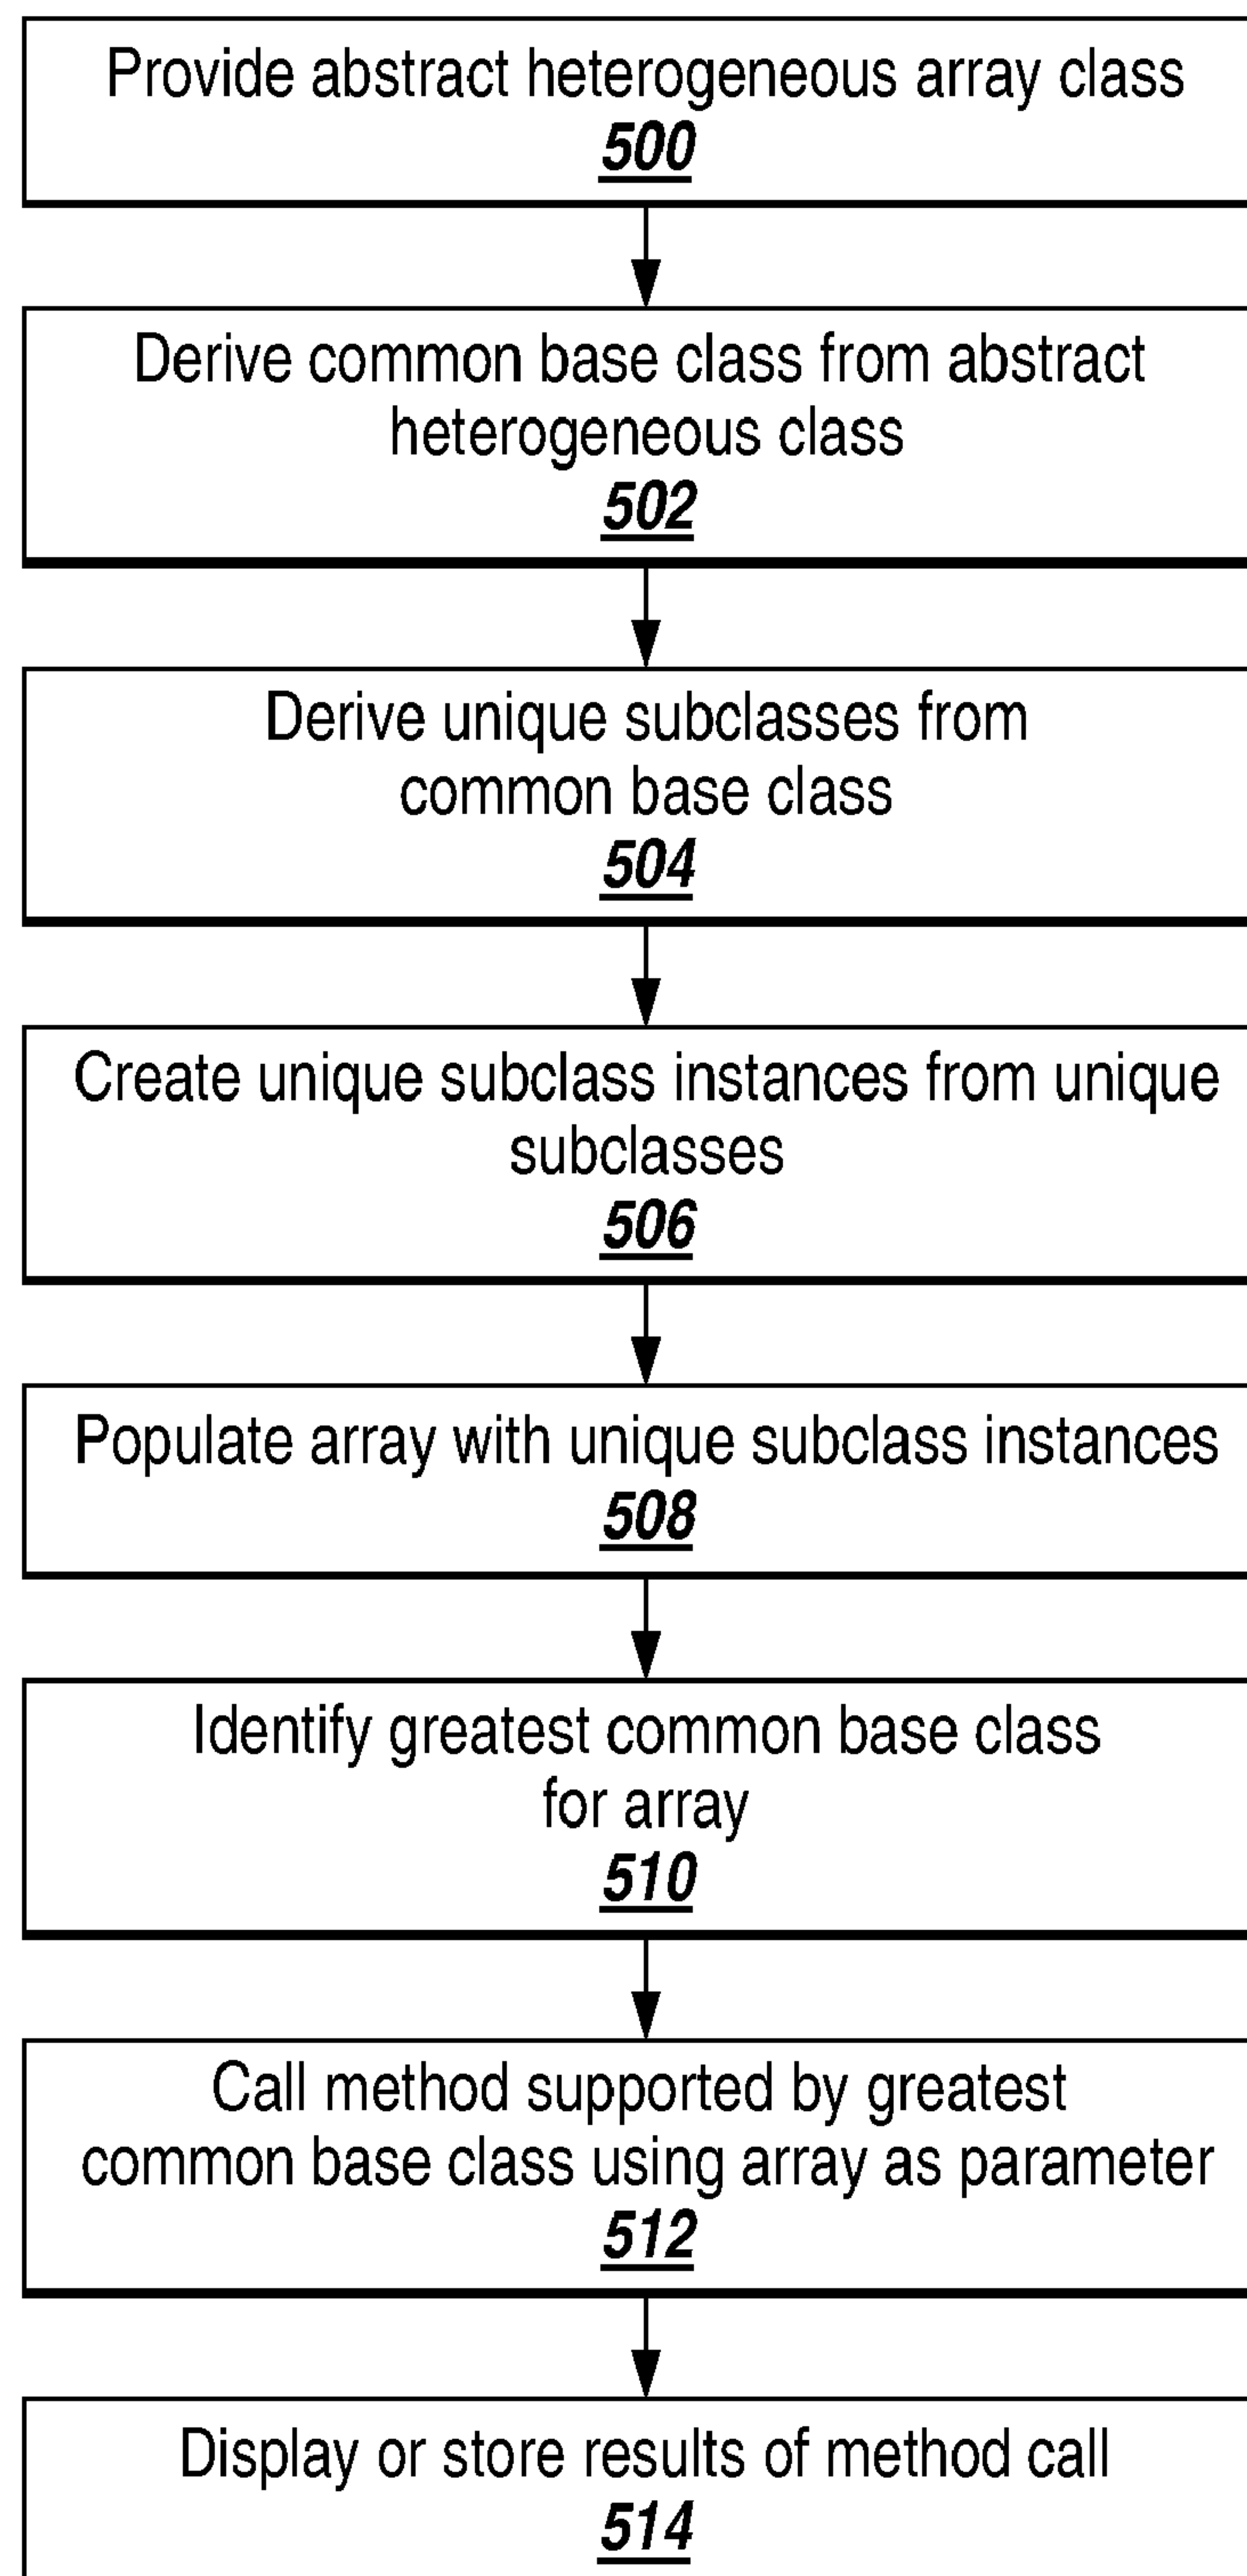 Provide abstract heterogeneous array class
500
Derive common base class from abstract
heterogeneous class
502
Derive unique subclasses from
common base class
504
Create unique subclass instances from unique
subclasses
506
Populate array with unique subclass instances
508
Identify greatest common base class
for array
510
Call method supported by greatest
common base class using array as parameter
512
Display or store results of method call
514